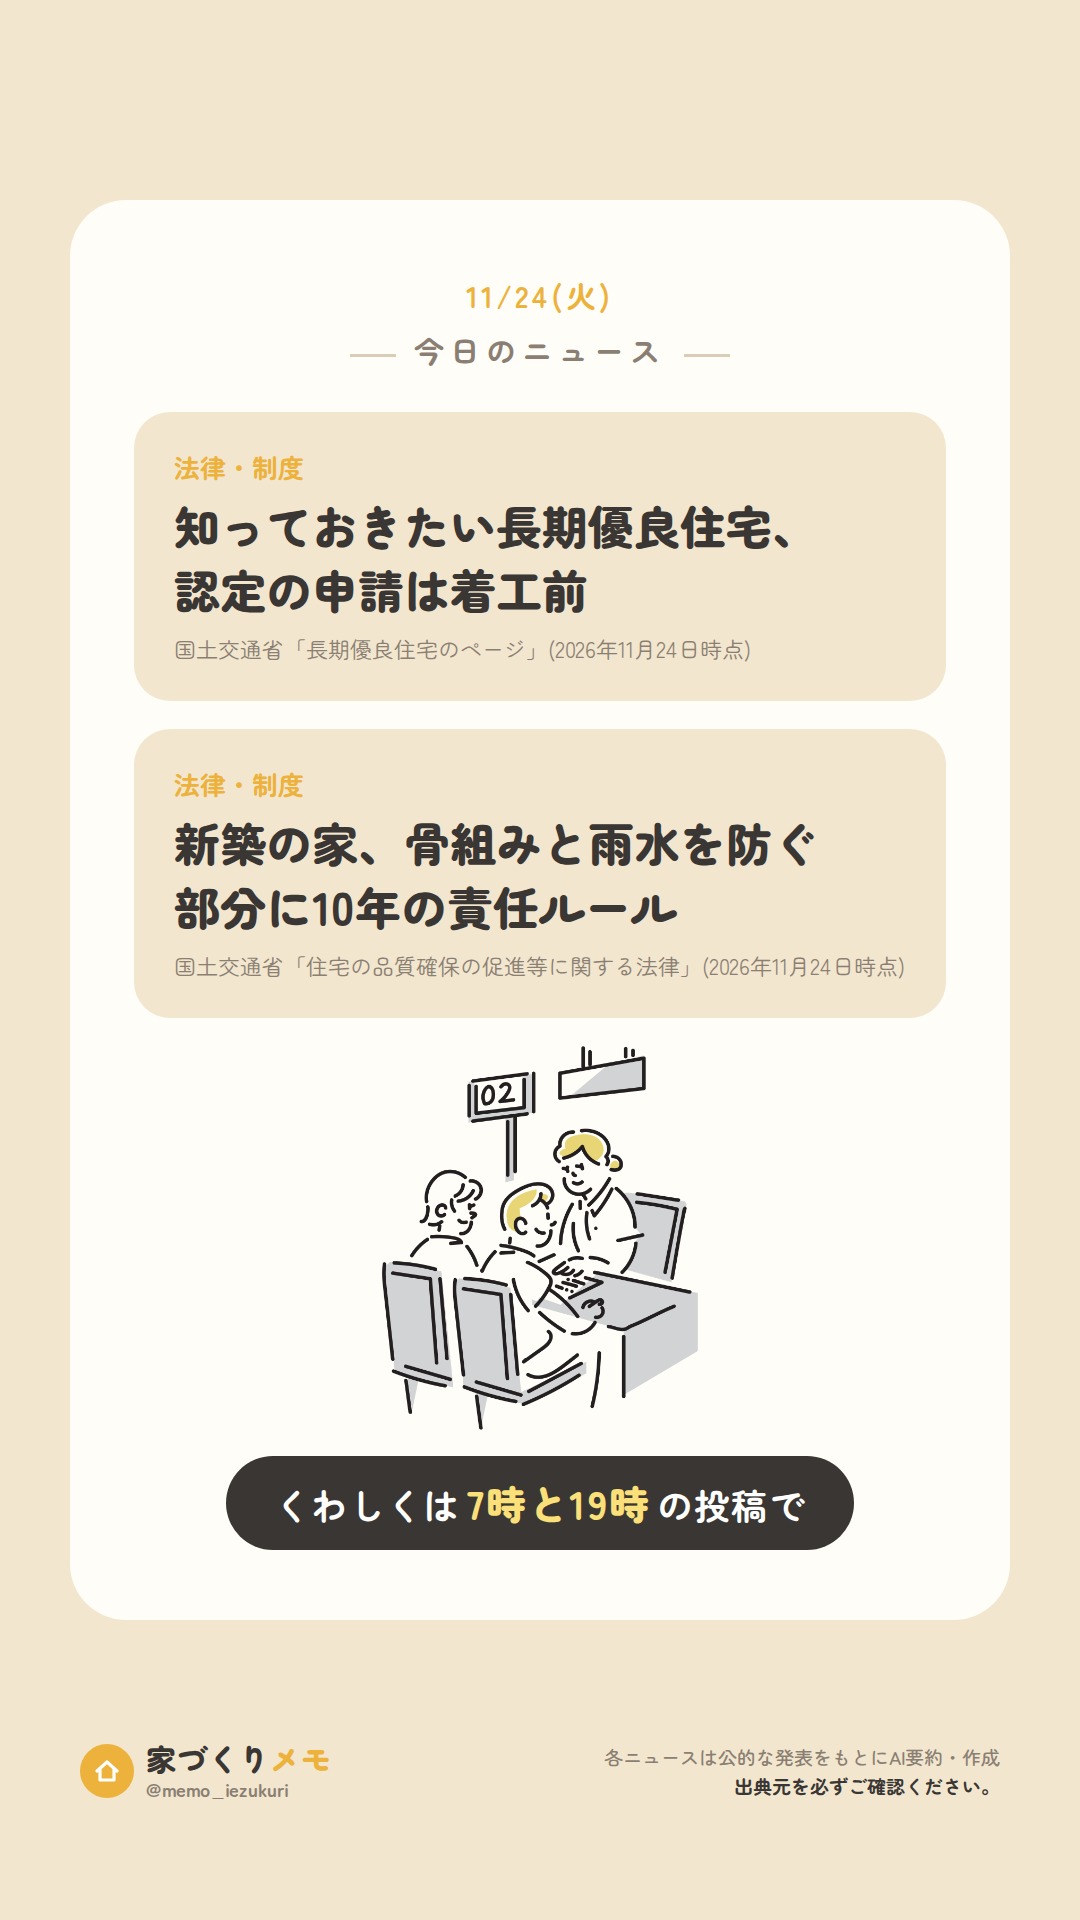 11/24(火)
今日のニュース
法律・制度
知っておきたい長期優良住宅、
認定の申請は着工前
国土交通省「長期優良住宅のページ」(2026年11月24日時点)
法律・制度
新築の家、骨組みと雨水を防ぐ
部分に10年の責任ルール
国土交通省「住宅の品質確保の促進等に関する法律」(2026年11月24日時点)
02
くわしくは 7時と19時 の投稿で
家づくりメモ
@memo_iezukuri
各ニュースは公的な発表をもとにAI要約・作成
出典元を必ずご確認ください。